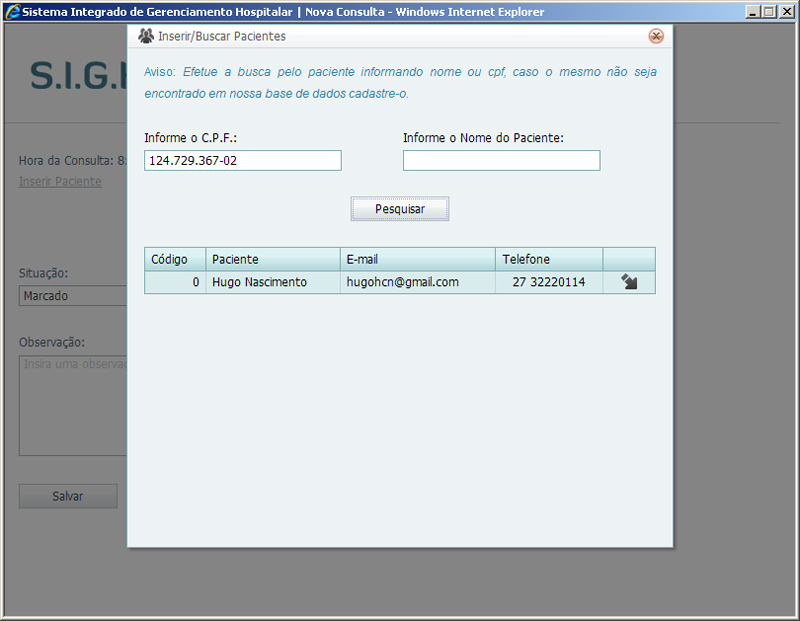 Sistema Integrado de Gerenciamento Hospitalar | Nova Consulta - Windows Internet Explorer
Inserir/Buscar Pacientes
S.I.G.
Aviso: Efetue a busca pelo paciente informando nome ou cpf, caso o mesmo não seja
encontrado em nossa base de dados cadastre-o.
Informe o C.P.F.: Informe o Nome do Paciente:
124.729.367-02
Hora da Consulta: 8:
Inserir Paciente
Pesquisar
Código Paciente E-mail Telefone
0 Hugo Nascimento hugohcn@gmail.com 27 32220114
Situação:
Marcado
Observação:
Insira uma observaç
Salvar